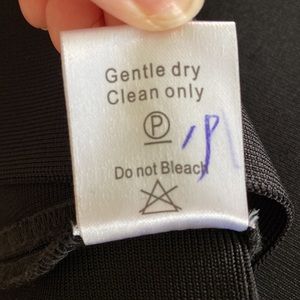 Gentle dry
Clean only
P
Do not Bleach